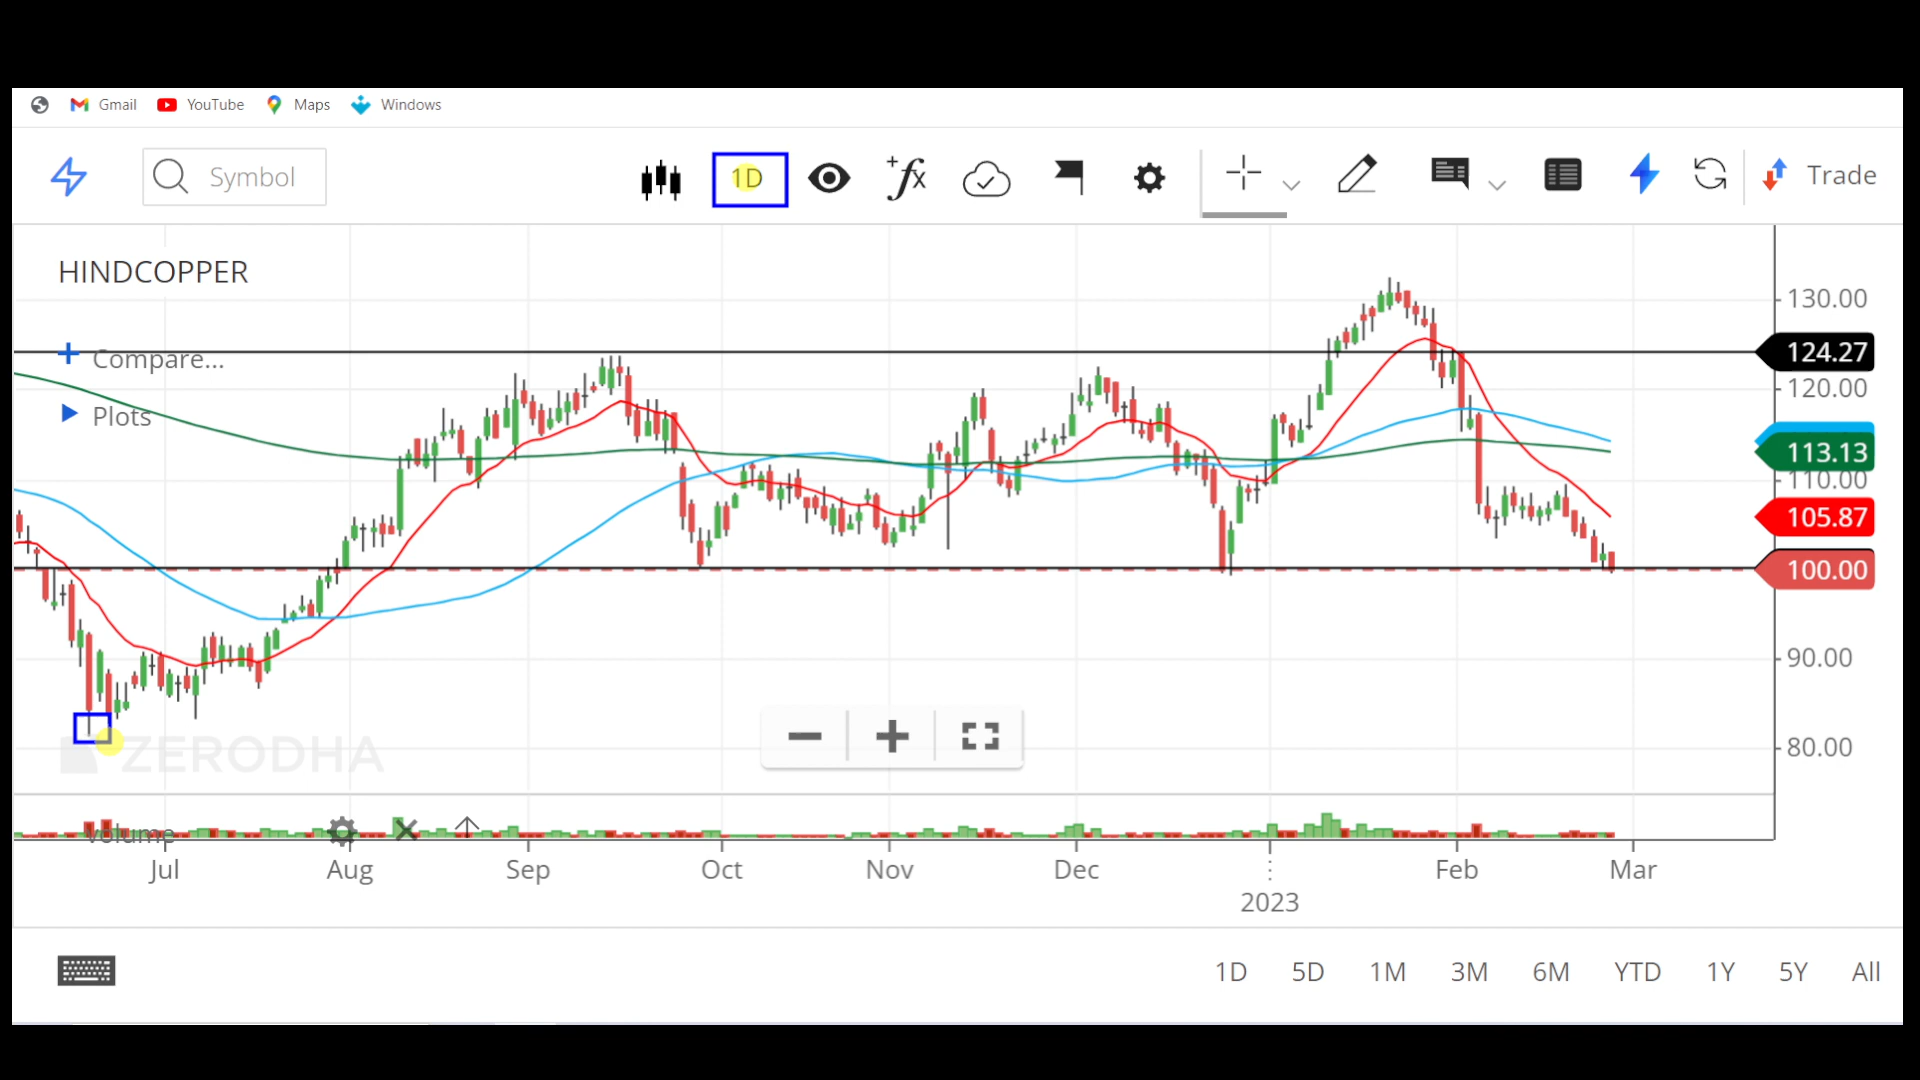 Gmail YouTube Maps Windows
Symbol 1D Trade
HINDCOPPER
Compare...
Plots
130.00
124.27
120.00
113.13
110.00
105.87
100.00
90.00
80.00
ZERODHA
Volume
Jul Aug Sep Oct Nov Dec Feb Mar
2023
1D 5D 1M 3M 6M YTD 1Y 5Y All